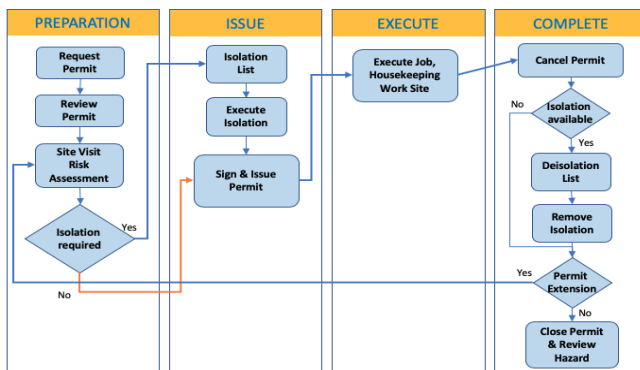 PREPARATION
ISSUE
EXECUTE
COMPLETE
Request
Permit
Review
Permit
Site Visit
Risk
Assessment
Isolation
required
Yes
No
Isolation
List
Execute
Isolation
Sign & Issue
Permit
Execute Job,
Housekeeping
Work Site
Cancel Permit
No
Isolation
available
Yes
Deisolation
List
Remove
Isolation
Yes
Permit
Extension
No
Close Permit
& Review
Hazard